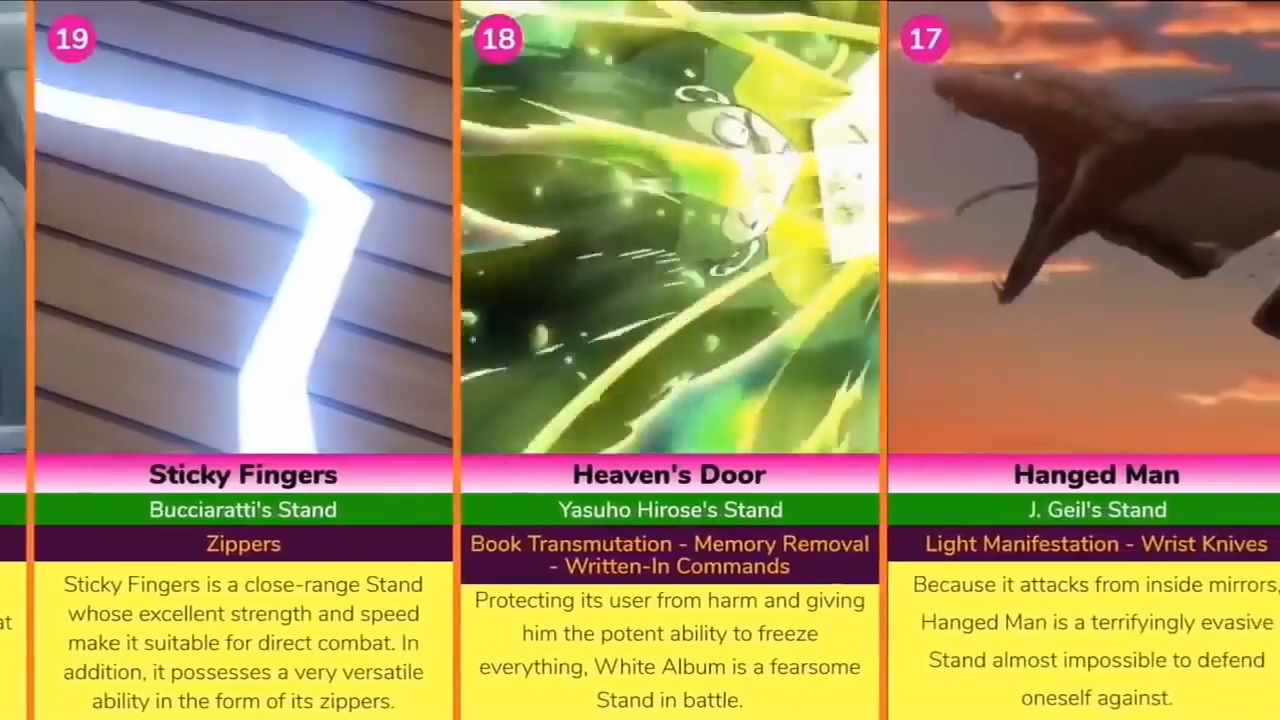 19
Sticky Fingers
Bucciaratti's Stand
Zippers
Sticky Fingers is a close-range Stand
whose excellent strength and speed
make it suitable for direct combat. In
addition, it possesses a very versatile
ability in the form of its zippers.
18
Heaven's Door
Yasuho Hirose's Stand
Book Transmutation - Memory Removal
- Written-In Commands
Protecting its user from harm and giving
him the potent ability to freeze
everything, White Album is a fearsome
Stand in battle.
17
Hanged Man
J. Geil's Stand
Light Manifestation - Wrist Knives
Because it attacks from inside mirrors,
Hanged Man is a terrifyingly evasive
Stand almost impossible to defend
oneself against.